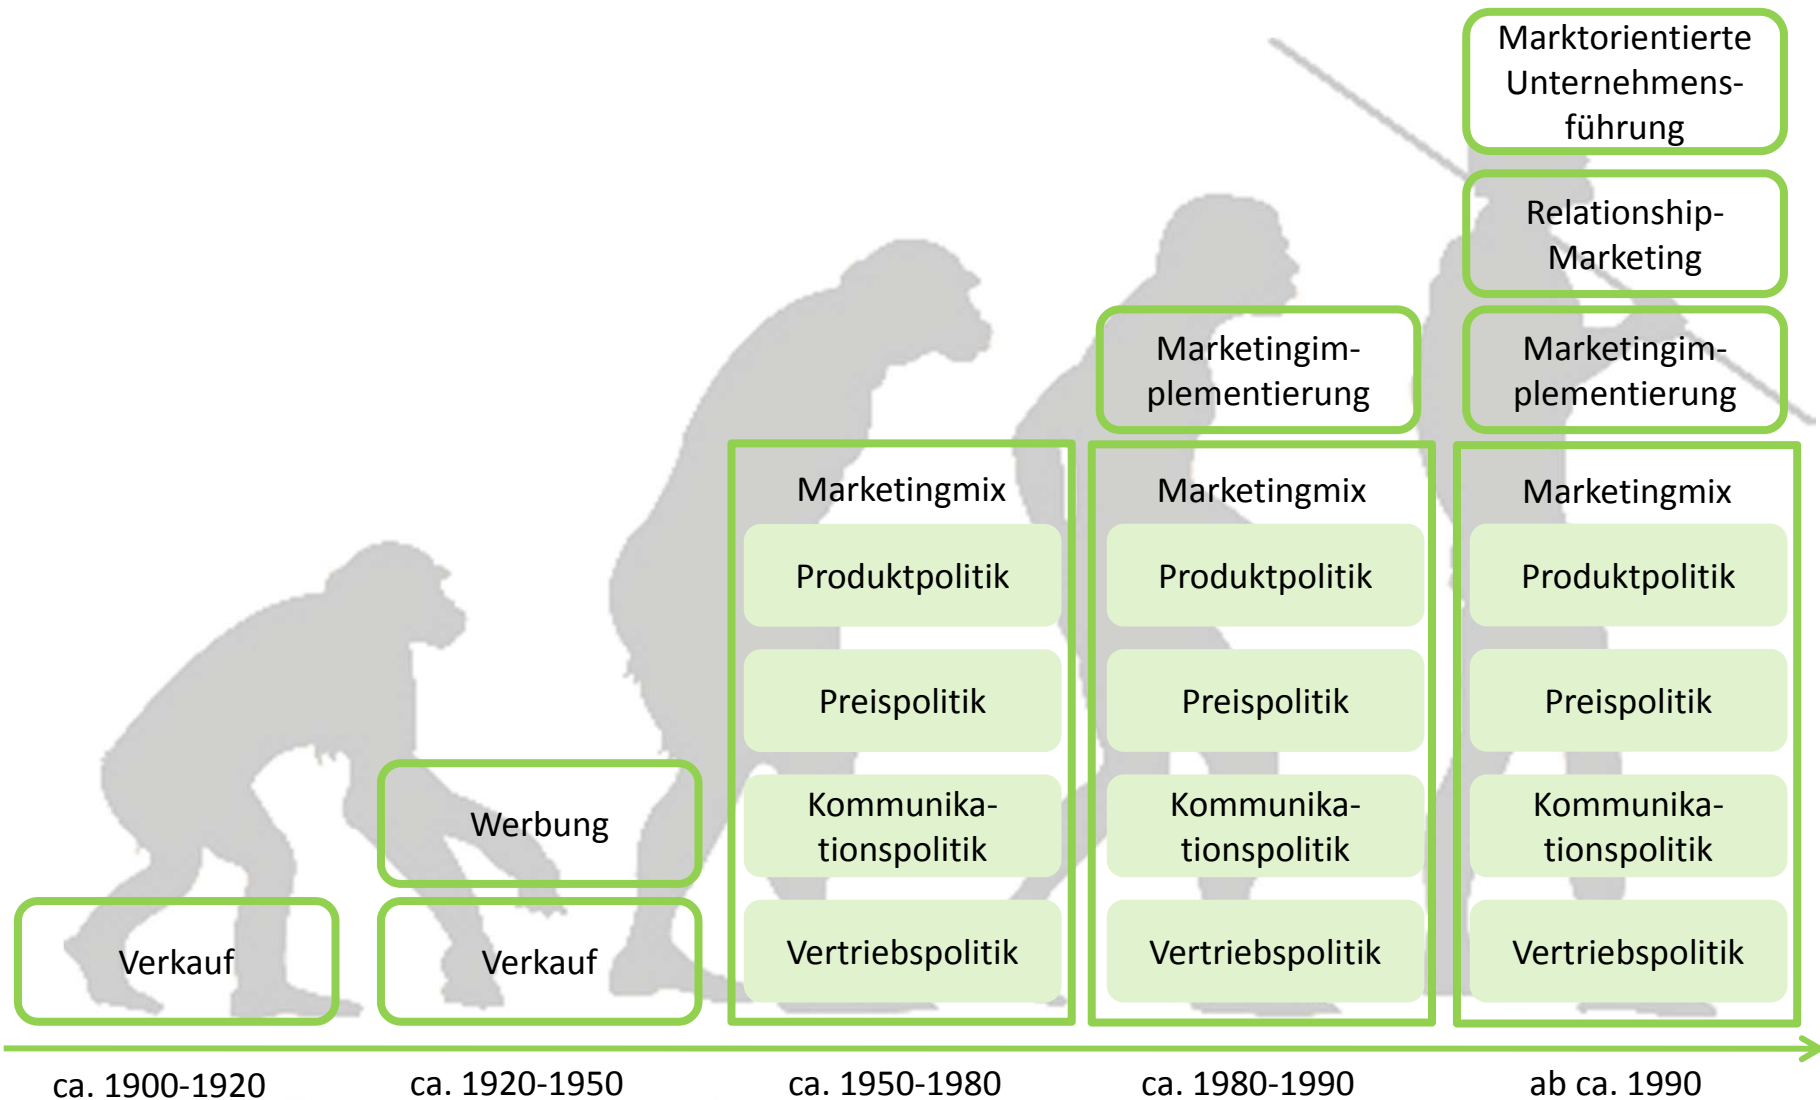 Verkauf
ca. 1900-1920
Werbung
Verkauf
ca. 1920-1950
Marketingmix
Produktpolitik
Preispolitik
Kommunika-
tionspolitik
Vertriebspolitik
ca. 1950-1980
Marketingim-
plementierung
Marketingmix
Produktpolitik
Preispolitik
Kommunika-
tionspolitik
Vertriebspolitik
ca. 1980-1990
Marktorientierte
Unternehmens-
führung
Relationship-
Marketing
Marketingim-
plementierung
Marketingmix
Produktpolitik
Preispolitik
Kommunika-
tionspolitik
Vertriebspolitik
ab ca. 1990